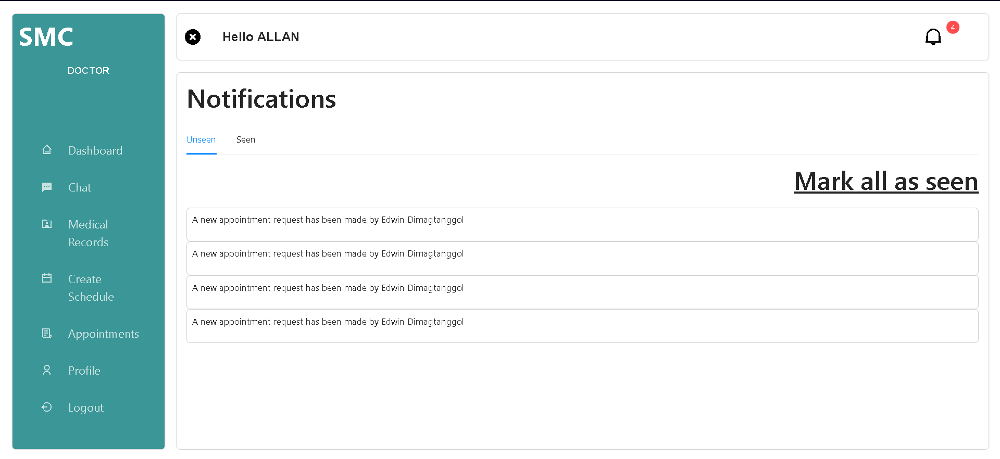 SMC
DOCTOR
Dashboard
Chat
Medical
Records
Create
Schedule
Appointments
Profile
Logout
Hello ALLAN
4
Notifications
Unseen
Seen
Mark all as seen
A new appointment request has been made by Edwin Dimagtanggol
A new appointment request has been made by Edwin Dimagtanggol
A new appointment request has been made by Edwin Dimagtanggol
A new appointment request has been made by Edwin Dimagtanggol